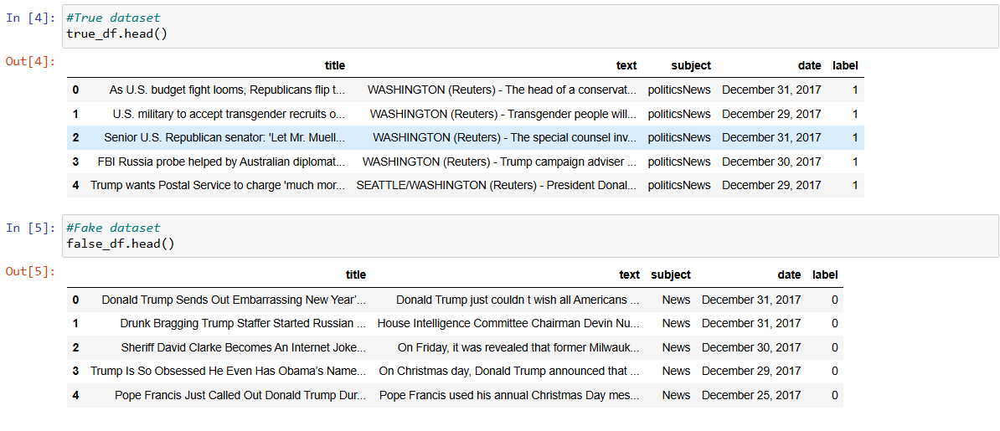 In [4]: #True dataset
true_df.head()
Out[4]:
title text subject date label
0 As U.S. budget fight looms, Republicans flip t... WASHINGTON (Reuters) - The head of a conservat... politicsNews December 31, 2017 1
1 U.S. military to accept transgender recruits o... WASHINGTON (Reuters) - Transgender people will... politicsNews December 29, 2017 1
2 Senior U.S. Republican senator: 'Let Mr. Muell... WASHINGTON (Reuters) - The special counsel inv... politicsNews December 31, 2017 1
3 FBI Russia probe helped by Australian diplomat... WASHINGTON (Reuters) - Trump campaign adviser ... politicsNews December 30, 2017 1
4 Trump wants Postal Service to charge 'much mor... SEATTLE/WASHINGTON (Reuters) - President Donal... politicsNews December 29, 2017 1
In [5]: #Fake dataset
false_df.head()
Out[5]:
title text subject date label
0 Donald Trump Sends Out Embarrassing New Year’... Donald Trump just couldn t wish all Americans ... News December 31, 2017 0
1 Drunk Bragging Trump Staffer Started Russian ... House Intelligence Committee Chairman Devin Nu... News December 31, 2017 0
2 Sheriff David Clarke Becomes An Internet Joke... On Friday, it was revealed that former Milwauk... News December 30, 2017 0
3 Trump Is So Obsessed He Even Has Obama’s Name... On Christmas day, Donald Trump announced that ... News December 29, 2017 0
4 Pope Francis Just Called Out Donald Trump Dur... Pope Francis used his annual Christmas Day mes... News December 25, 2017 0